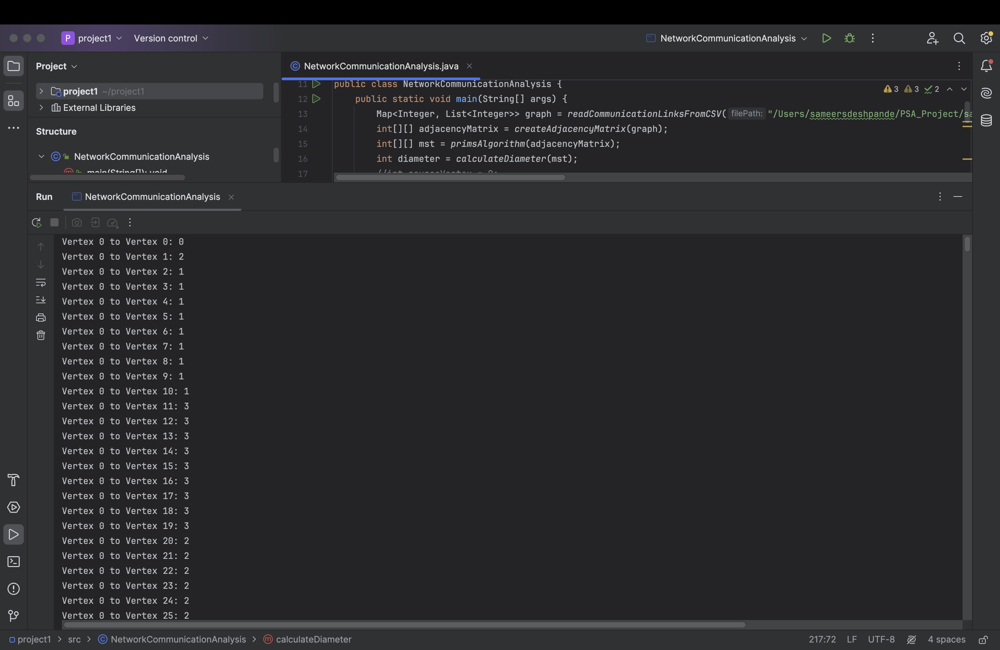 P project1 Version control NetworkCommunicationAnalysis
Project
project1 ~/project1
External Libraries
Structure
NetworkCommunicationAnalysis
main(String[]): void
NetworkCommunicationAnalysis.java
3 3 2
11 public class NetworkCommunicationAnalysis {
12 public static void main(String[] args) {
13 Map<Integer, List<Integer>> graph = readCommunicationLinksFromCSV( filePath: "/Users/sameersdeshpande/PSA_Project/sa
14 int[][] adjacencyMatrix = createAdjacencyMatrix(graph);
15 int[][] mst = primsAlgorithm(adjacencyMatrix);
16 int diameter = calculateDiameter(mst);
17 //int sourceVertex = 0;
Run NetworkCommunicationAnalysis
Vertex 0 to Vertex 0: 0
Vertex 0 to Vertex 1: 2
Vertex 0 to Vertex 2: 1
Vertex 0 to Vertex 3: 1
Vertex 0 to Vertex 4: 1
Vertex 0 to Vertex 5: 1
Vertex 0 to Vertex 6: 1
Vertex 0 to Vertex 7: 1
Vertex 0 to Vertex 8: 1
Vertex 0 to Vertex 9: 1
Vertex 0 to Vertex 10: 1
Vertex 0 to Vertex 11: 3
Vertex 0 to Vertex 12: 3
Vertex 0 to Vertex 13: 3
Vertex 0 to Vertex 14: 3
Vertex 0 to Vertex 15: 3
Vertex 0 to Vertex 16: 3
Vertex 0 to Vertex 17: 3
Vertex 0 to Vertex 18: 3
Vertex 0 to Vertex 19: 3
Vertex 0 to Vertex 20: 2
Vertex 0 to Vertex 21: 2
Vertex 0 to Vertex 22: 2
Vertex 0 to Vertex 23: 2
Vertex 0 to Vertex 24: 2
Vertex 0 to Vertex 25: 2
project1 > src > NetworkCommunicationAnalysis > calculateDiameter 217:72 LF UTF-8 4 spaces